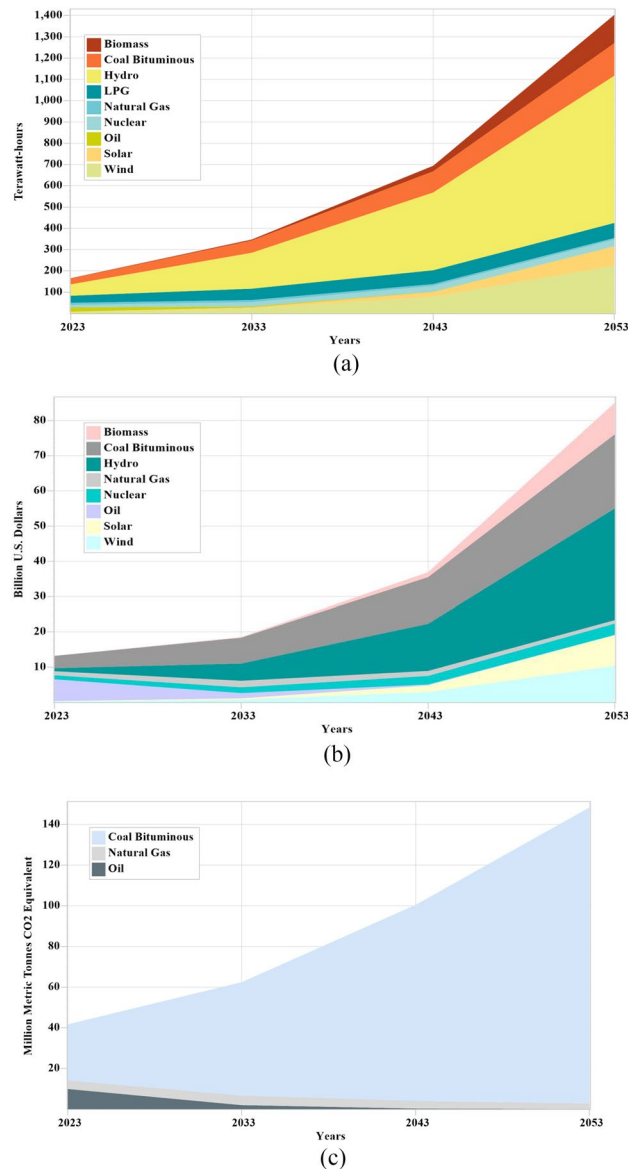 1,400
1,300
1,200
1,100
1,000
900
800
700
600
500
400
300
200
100
Terawatt-hours
Biomass
Coal Bituminous
Hydro
LPG
Natural Gas
Nuclear
Oil
Solar
Wind
2023 2033 2043 2053
Years
(a)
80
70
60
50
40
30
20
10
Billion U.S. Dollars
Biomass
Coal Bituminous
Hydro
Natural Gas
Nuclear
Oil
Solar
Wind
2023 2033 2043 2053
Years
(b)
140
120
100
80
60
40
20
Million Metric Tonnes CO2 Equivalent
Coal Bituminous
Natural Gas
Oil
2023 2033 2043 2053
Years
(c)